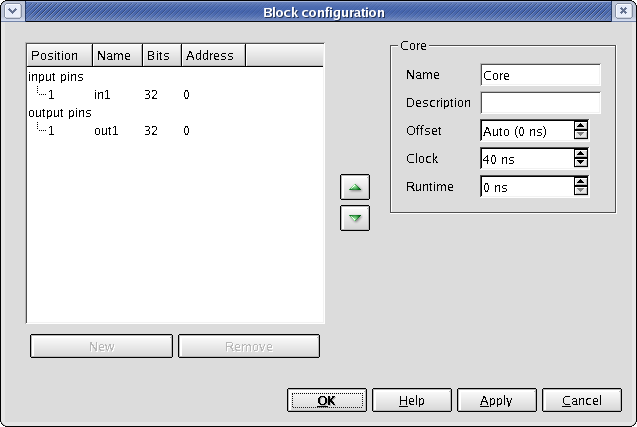 Block configuration
Position Name Bits Address
input pins
1 in1 32 0
output pins
1 out1 32 0
New Remove
Core
Name Core
Description
Offset Auto (0 ns)
Clock 40 ns
Runtime 0 ns
OK Help Apply Cancel